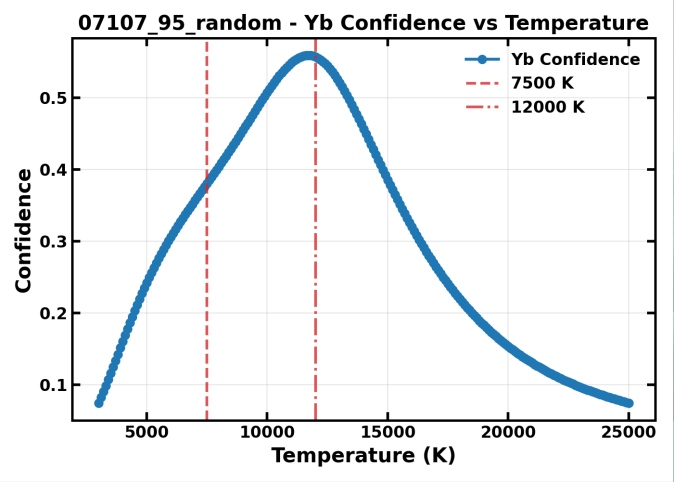 07107_95_random - Yb Confidence vs Temperature
Yb Confidence
7500 K
12000 K
0.5
0.4
0.3
0.2
0.1
Confidence
5000 10000 15000 20000 25000
Temperature (K)